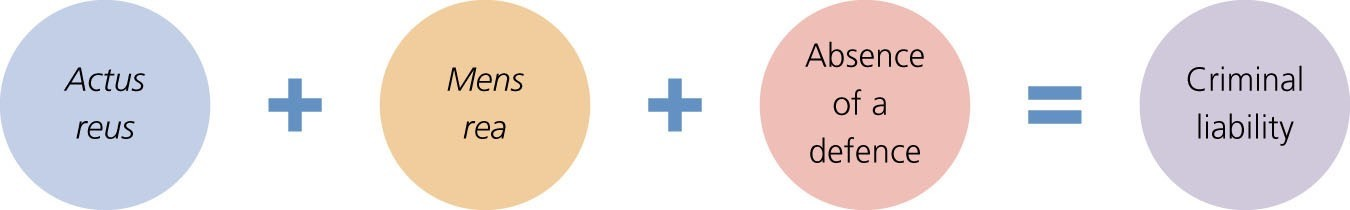 Actus
reus
+
Mens
rea
+
Absence
of a
defence
=
Criminal
liability